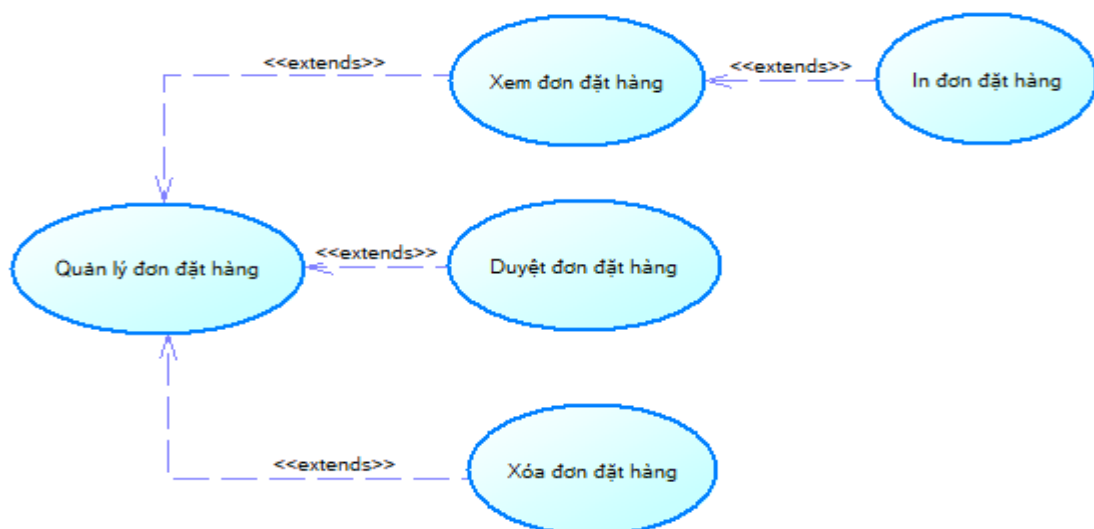 <<extends>>
Xem đơn đặt hàng
<<extends>>
In đơn đặt hàng
Quản lý đơn đặt hàng
<<extends>>
Duyệt đơn đặt hàng
<<extends>>
Xóa đơn đặt hàng